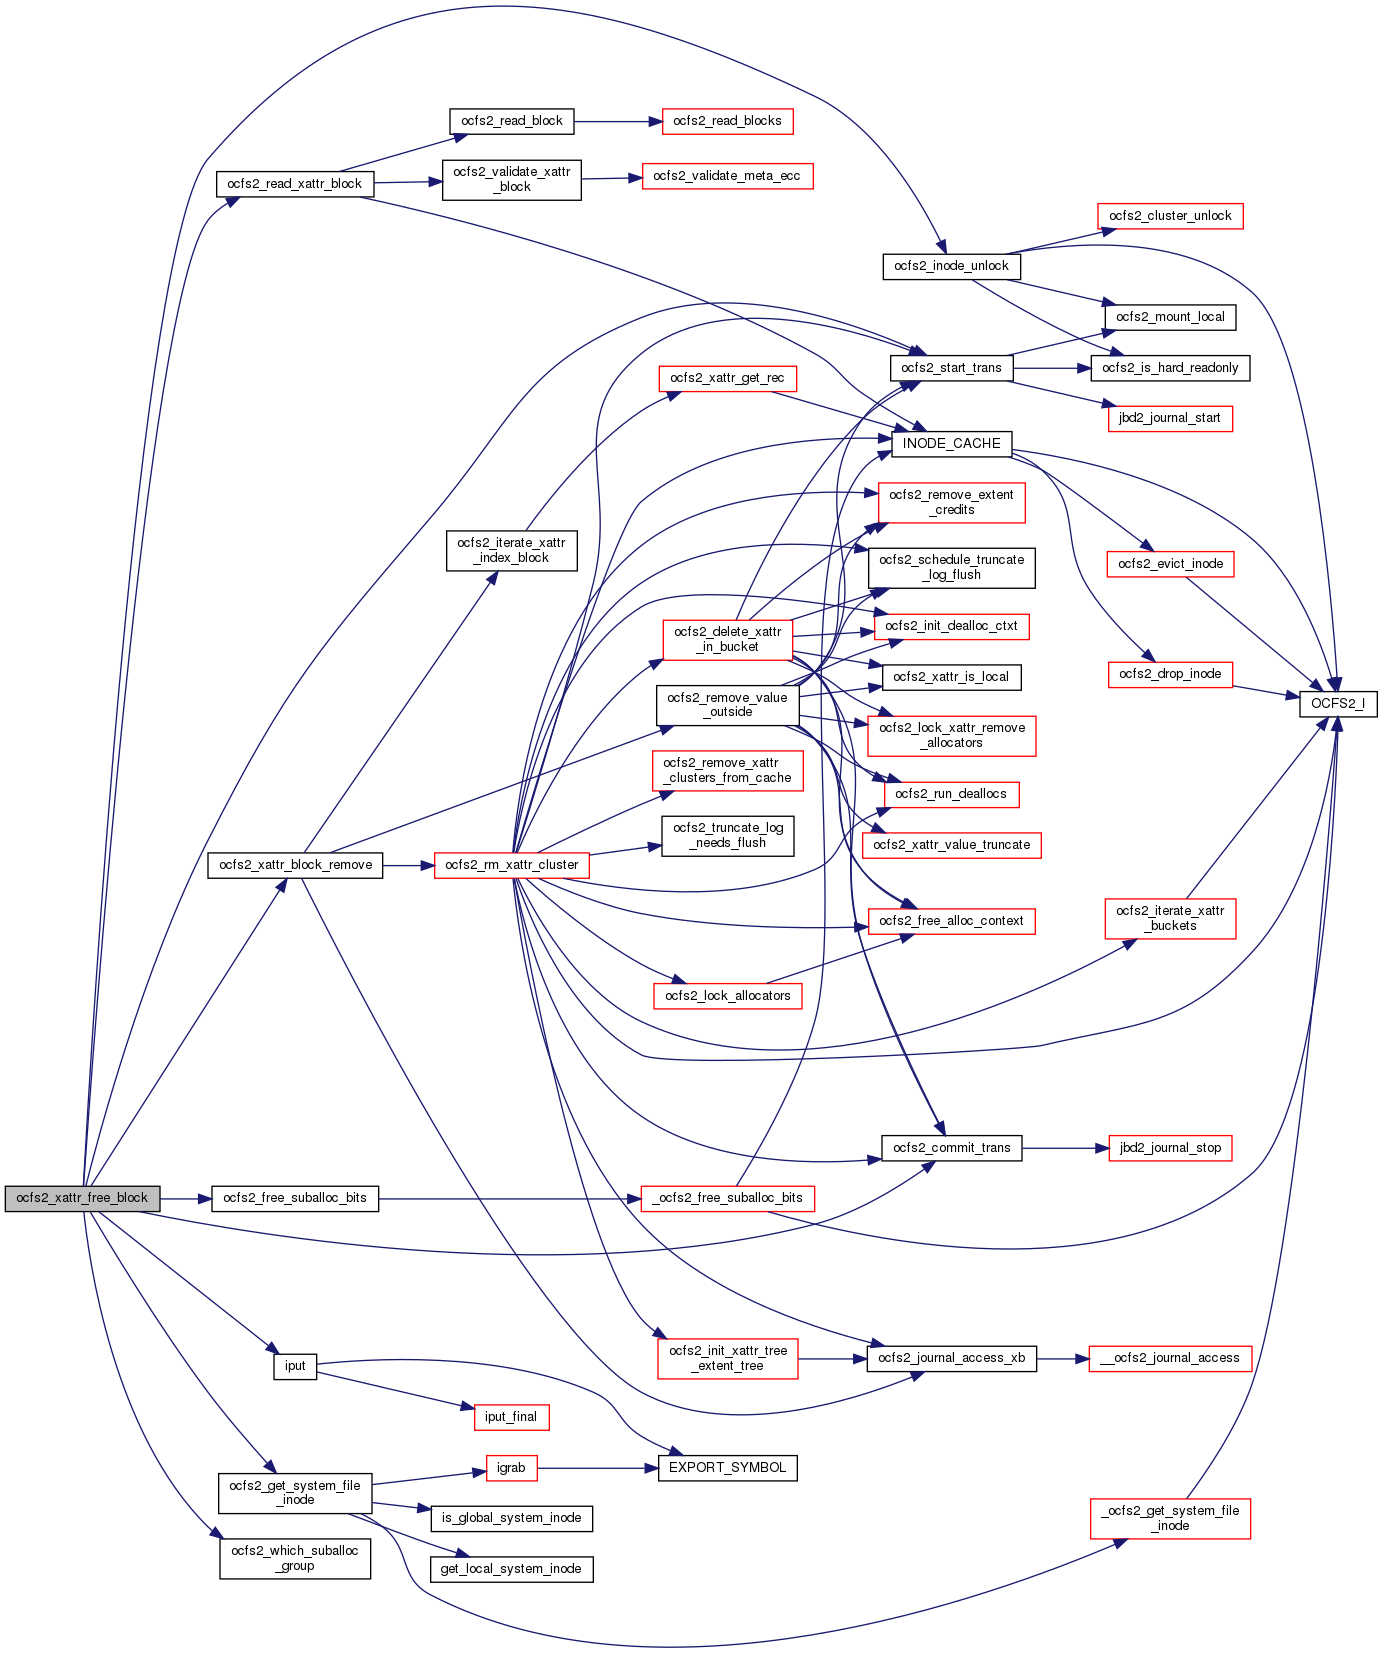 ocfs2_read_block
ocfs2_read_blocks
ocfs2_read_xattr_block
ocfs2_validate_xattr
_block
ocfs2_validate_meta_ecc
ocfs2_cluster_unlock
ocfs2_inode_unlock
ocfs2_mount_local
ocfs2_start_trans
ocfs2_is_hard_readonly
ocfs2_xattr_get_rec
jbd2_journal_start
INODE_CACHE
ocfs2_remove_extent
_credits
ocfs2_iterate_xattr
_index_block
ocfs2_schedule_truncate
_log_flush
ocfs2_evict_inode
ocfs2_delete_xattr
_in_bucket
ocfs2_init_dealloc_ctxt
ocfs2_xattr_is_local
ocfs2_drop_inode
ocfs2_remove_value
_outside
OCFS2_I
ocfs2_lock_xattr_remove
_allocators
ocfs2_remove_xattr
_clusters_from_cache
ocfs2_run_deallocs
ocfs2_truncate_log
_needs_flush
ocfs2_xattr_value_truncate
ocfs2_xattr_block_remove
ocfs2_rm_xattr_cluster
ocfs2_free_alloc_context
ocfs2_iterate_xattr
_buckets
ocfs2_lock_allocators
ocfs2_commit_trans
jbd2_journal_stop
ocfs2_xattr_free_block
ocfs2_free_suballoc_bits
_ocfs2_free_suballoc_bits
iput
ocfs2_init_xattr_tree
_extent_tree
ocfs2_journal_access_xb
__ocfs2_journal_access
iput_final
igrab
EXPORT_SYMBOL
ocfs2_get_system_file
_inode
is_global_system_inode
_ocfs2_get_system_file
_inode
ocfs2_which_suballoc
_group
get_local_system_inode